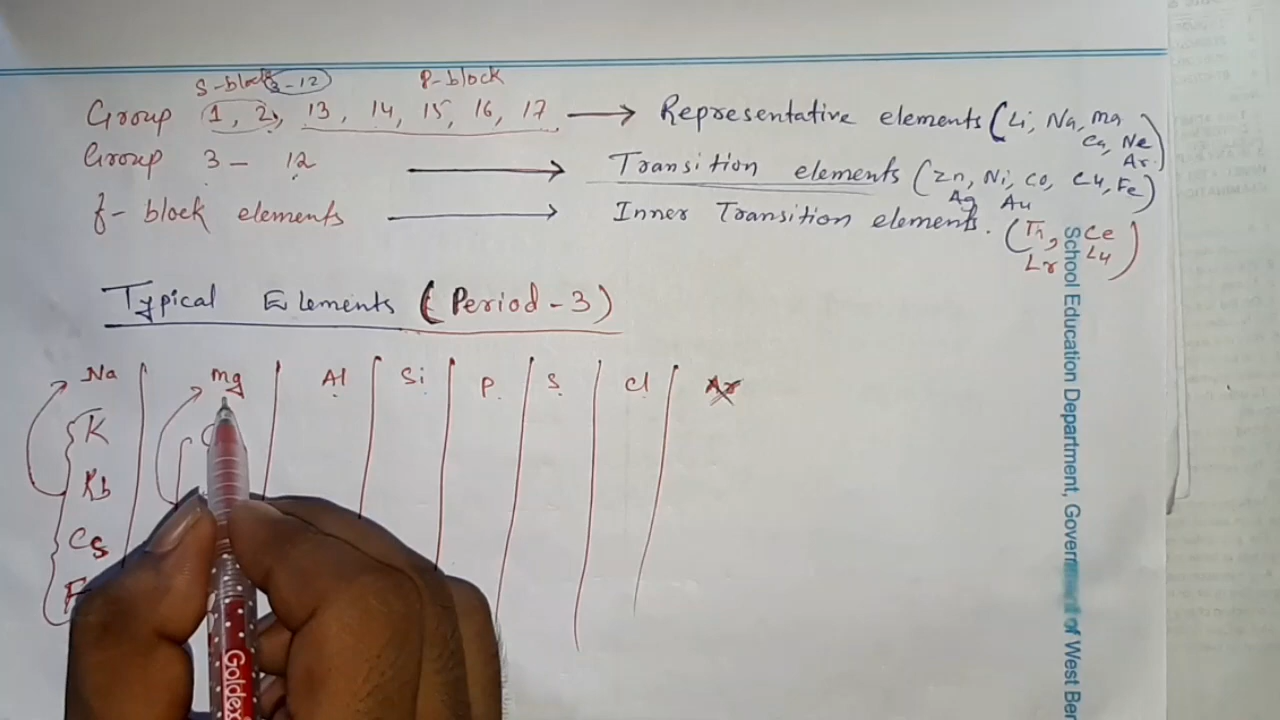 S-block 3-12 P-block
Group 1, 2, 13, 14, 15, 16, 17 → Representative elements (Li, Na, Mg
Ca, Ne
Ar.)
Group 3 - 12 → Transition elements (Zn, Ni, Co, Cu, Fe)
Ag Au
f-block elements → Inner Transition elements. (Th, Ce
Lr Lu)
Typical Elements (Period-3)
Na Mg Al Si P S Cl Ar
K
Rb
Cs
School Education Department, Government of West Ben
Goldex